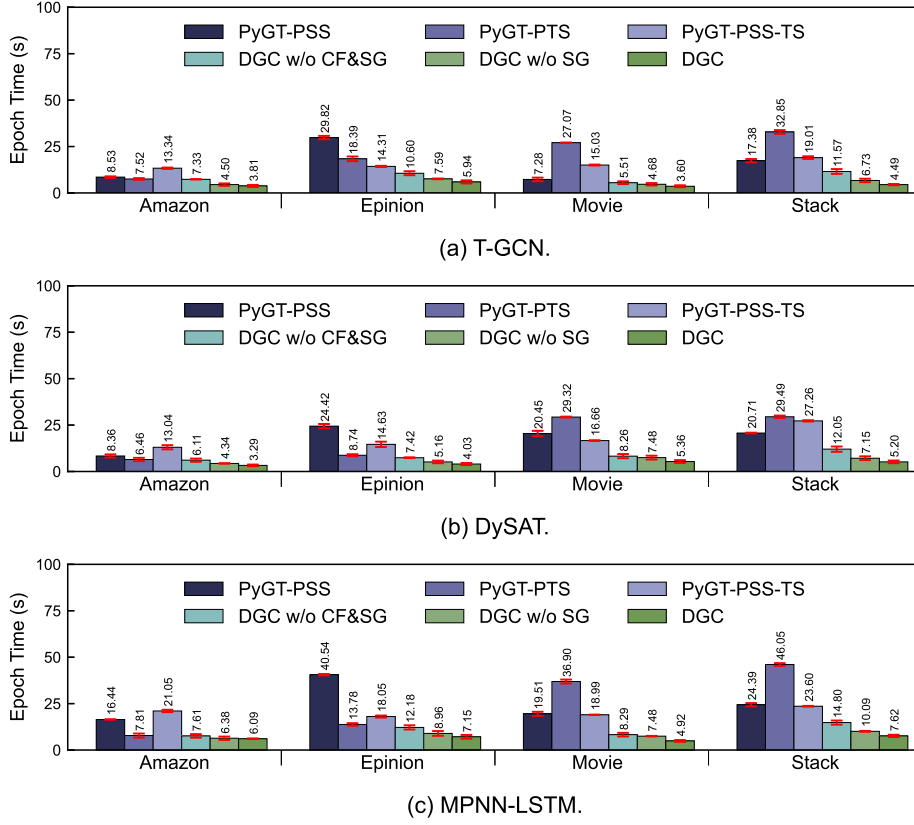 100
75
50
25
0
Epoch Time (s)
PyGT-PSS PyGT-PTS PyGT-PSS-TS
DGC w/o CF&SG DGC w/o SG DGC
8.53 7.52 13.34 7.33 4.50 3.81
29.82 18.39 14.31 10.60 7.59 5.94
7.28 27.07 15.03 5.51 4.68 3.60
17.38 32.85 19.01 11.57 6.73 4.49
Amazon Epinion Movie Stack
(a) T-GCN.
100
75
50
25
0
Epoch Time (s)
PyGT-PSS PyGT-PTS PyGT-PSS-TS
DGC w/o CF&SG DGC w/o SG DGC
8.36 6.46 13.04 6.11 4.34 3.29
24.42 8.74 14.63 7.42 5.16 4.03
20.45 29.32 16.66 8.26 7.48 5.36
20.71 29.49 27.26 12.05 7.15 5.20
Amazon Epinion Movie Stack
(b) DySAT.
100
75
50
25
0
Epoch Time (s)
PyGT-PSS PyGT-PTS PyGT-PSS-TS
DGC w/o CF&SG DGC w/o SG DGC
16.44 7.81 21.05 7.61 6.38 6.09
40.54 13.78 18.05 12.18 8.96 7.15
19.51 36.90 18.99 8.29 7.48 4.92
24.39 46.05 23.60 14.80 10.09 7.62
Amazon Epinion Movie Stack
(c) MPNN-LSTM.